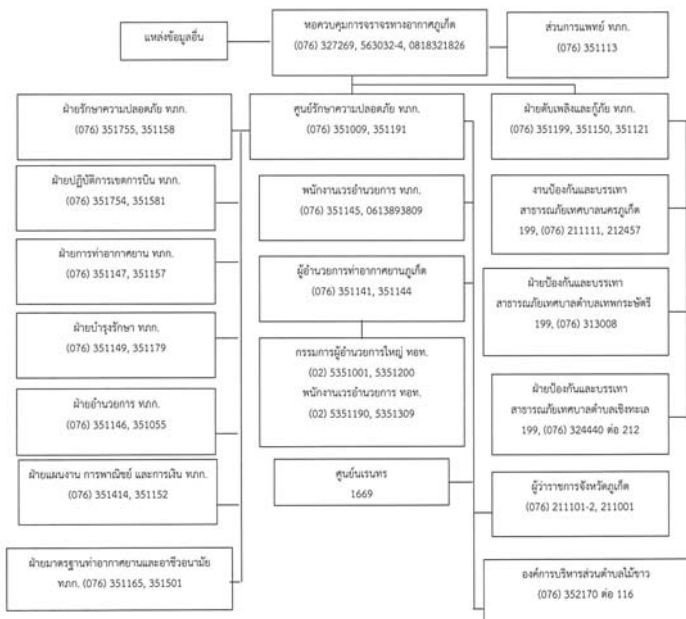 แหล่งข้อมูลอื่น
หอควบคุมการจราจรทางอากาศภูเก็ต
(076) 327269, 563032-4, 0818321826
ส่วนการแพทย์ ทภก.
(076) 351113
ฝ่ายรักษาความปลอดภัย ทภก.
(076) 351755, 351158
ศูนย์รักษาความปลอดภัย ทภก.
(076) 351009, 351191
ฝ่ายดับเพลิงและกู้ภัย ทภก.
(076) 351199, 351150, 351121
ฝ่ายปฏิบัติการเขตการบิน ทภก.
(076) 351754, 351581
พนักงานเวรอำนวยการ ทภก.
(076) 351145, 0613893809
งานป้องกันและบรรเทา
สาธารณภัยเทศบาลนครภูเก็ต
199, (076) 211111, 212457
ฝ่ายการท่าอากาศยาน ทภก.
(076) 351147, 351157
ผู้อำนวยการท่าอากาศยานภูเก็ต
(076) 351141, 351144
ฝ่ายป้องกันและบรรเทา
สาธารณภัยเทศบาลตำบลเทพกระษัตรี
199, (076) 313008
ฝ่ายบำรุงรักษา ทภก.
(076) 351149, 351179
กรรมการผู้อำนวยการใหญ่ ทอท.
(02) 5351001, 5351200
พนักงานเวรอำนวยการ ทอท.
(02) 5351190, 5351309
ฝ่ายอำนวยการ ทภก.
(076) 351146, 351055
ฝ่ายป้องกันและบรรเทา
สาธารณภัยเทศบาลตำบลเชิงทะเล
199, (076) 324440 ต่อ 212
ฝ่ายแผนงาน การพาณิชย์ และการเงิน ทภก.
(076) 351414, 351152
ศูนย์นเรนทร
1669
ผู้ว่าราชการจังหวัดภูเก็ต
(076) 211101-2, 211001
ฝ่ายมาตรฐานท่าอากาศยานและอาชีวอนามัย
ทภก. (076) 351165, 351501
องค์การบริหารส่วนตำบลไม้ขาว
(076) 352170 ต่อ 116